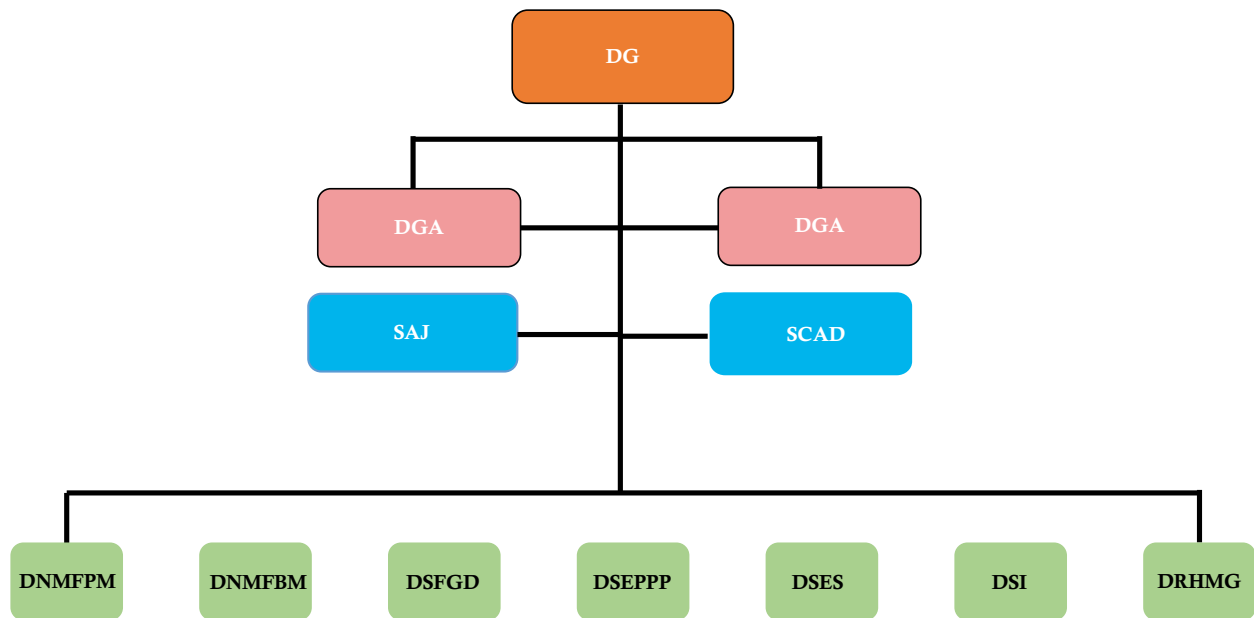 DG
DGA
DGA
SAJ
SCAD
DNMFPM
DNMFBM
DSFGD
DSEPPP
DSES
DSI
DRHMG